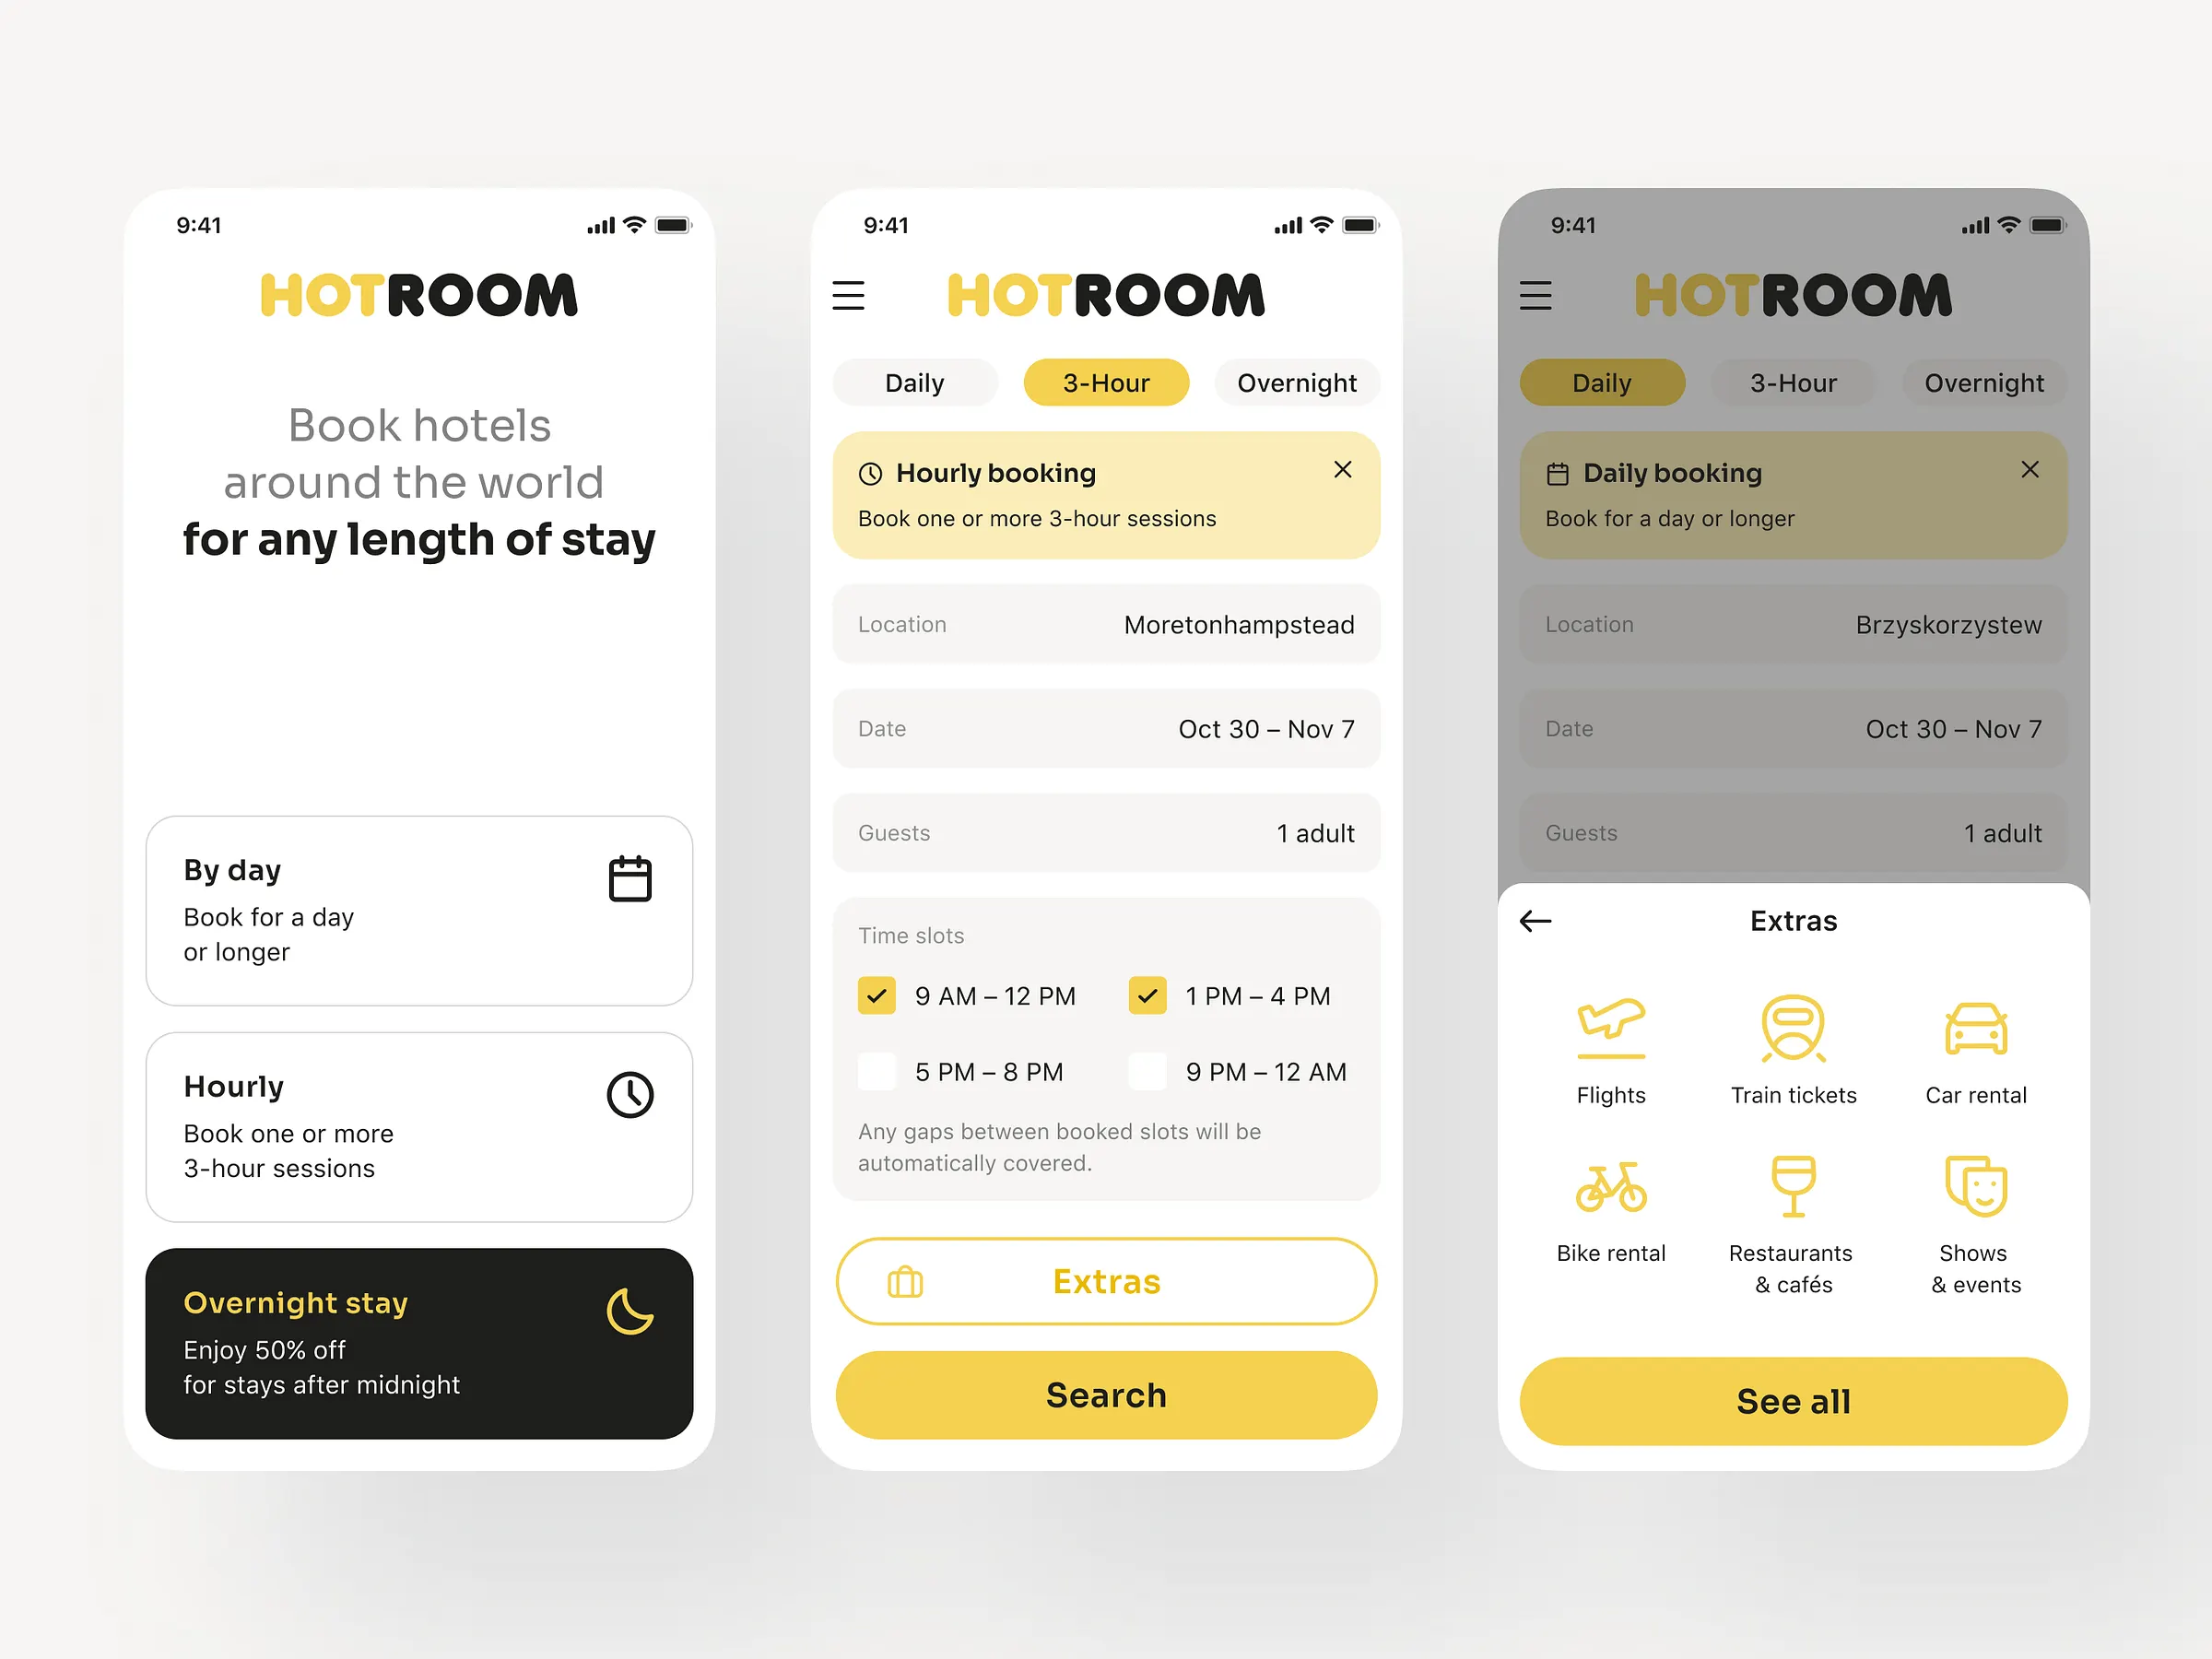 9:41
HOTROOM
Book hotels
around the world
for any length of stay
By day
Book for a day
or longer
Hourly
Book one or more
3-hour sessions
Overnight stay
Enjoy 50% off
for stays after midnight
9:41
HOTROOM
Daily
3-Hour
Overnight
Hourly booking
Book one or more 3-hour sessions
Location
Moretonhampstead
Date
Oct 30 – Nov 7
Guests
1 adult
Time slots
9 AM – 12 PM
1 PM – 4 PM
5 PM – 8 PM
9 PM – 12 AM
Any gaps between booked slots will be
automatically covered.
Extras
Search
9:41
HOTROOM
Daily
3-Hour
Overnight
Daily booking
Book for a day or longer
Location
Brzyskorzystew
Date
Oct 30 – Nov 7
Guests
1 adult
Extras
Flights
Train tickets
Car rental
Bike rental
Restaurants
& cafés
Shows
& events
See all